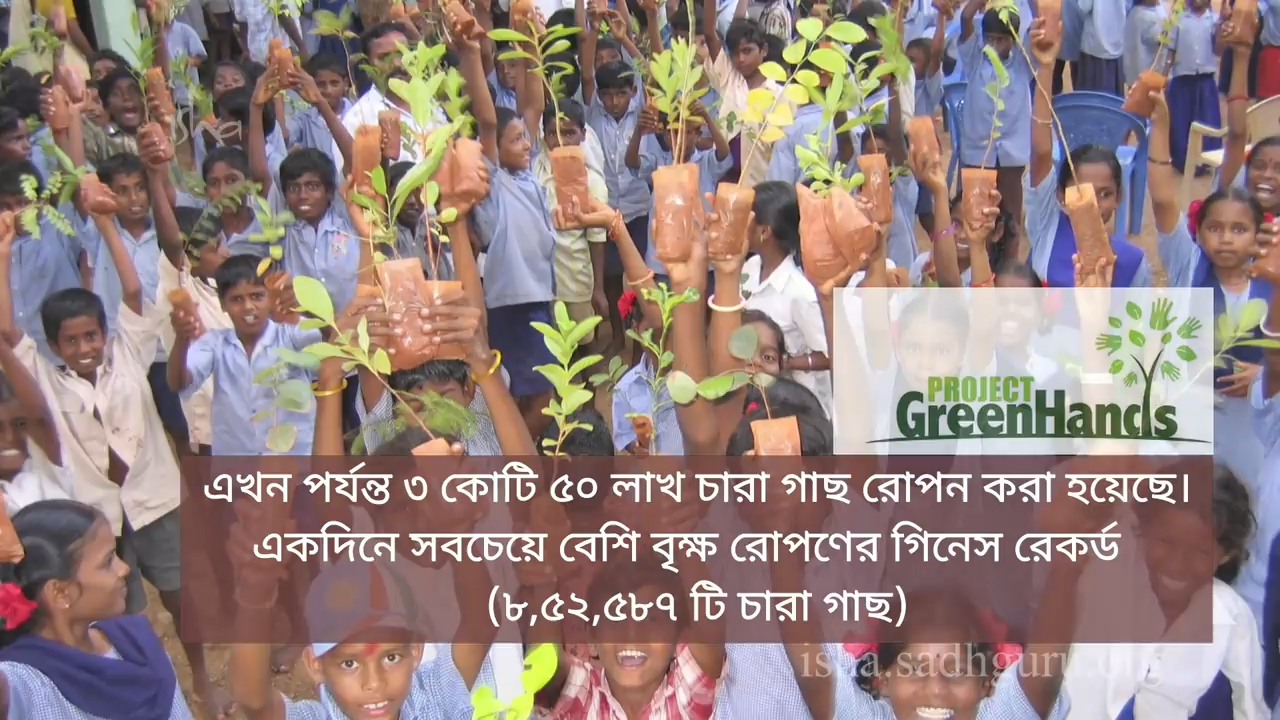 isha
PROJECT
GreenHands
এখন পর্যন্ত ৩ কোটি ৫০ লাখ চারা গাছ রোপন করা হয়েছে।
একদিনে সবচেয়ে বেশি বৃক্ষ রোপণের গিনেস রেকর্ড
(৮,৫২,৫৮৭ টি চারা গাছ)
isha.sadhguru.org